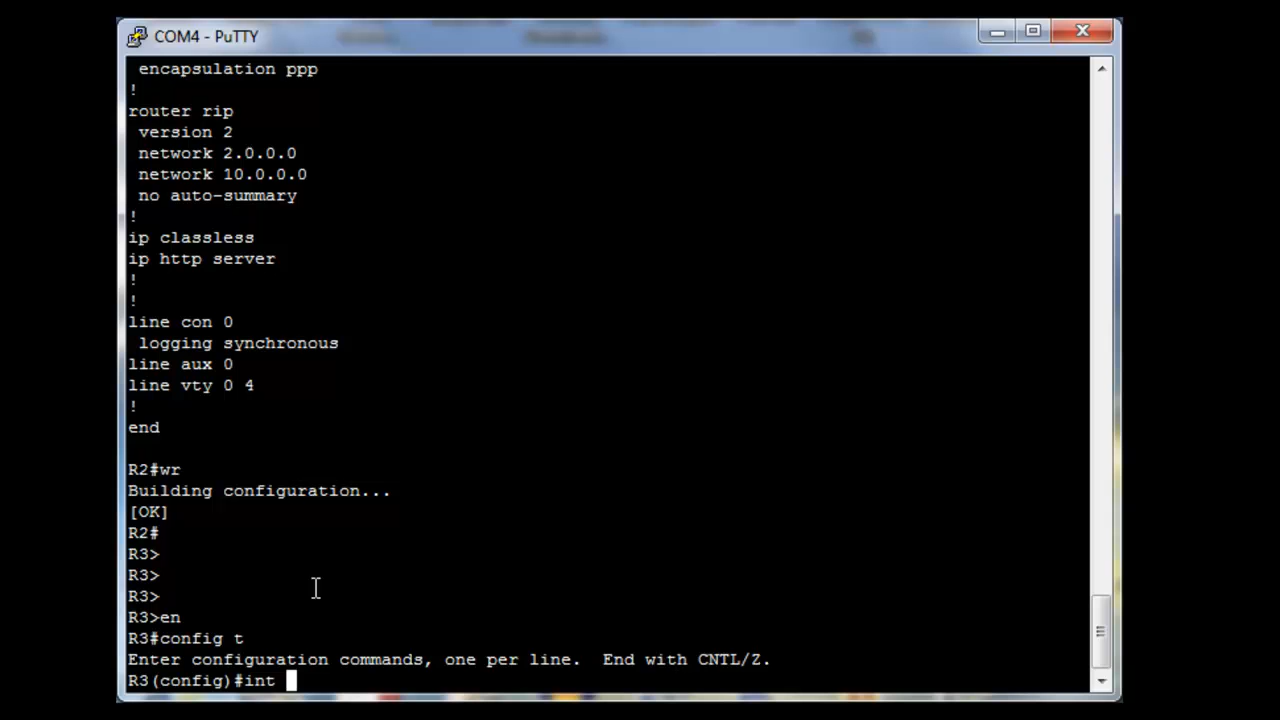 COM4 - PuTTY
encapsulation ppp
!
router rip
version 2
network 2.0.0.0
network 10.0.0.0
no auto-summary
!
ip classless
ip http server
!
!
line con 0
logging synchronous
line aux 0
line vty 0 4
!
end
R2#wr
Building configuration...
[OK]
R2#
R3>
R3>
R3>
R3>en
R3#config t
Enter configuration commands, one per line.  End with CNTL/Z.
R3(config)#int